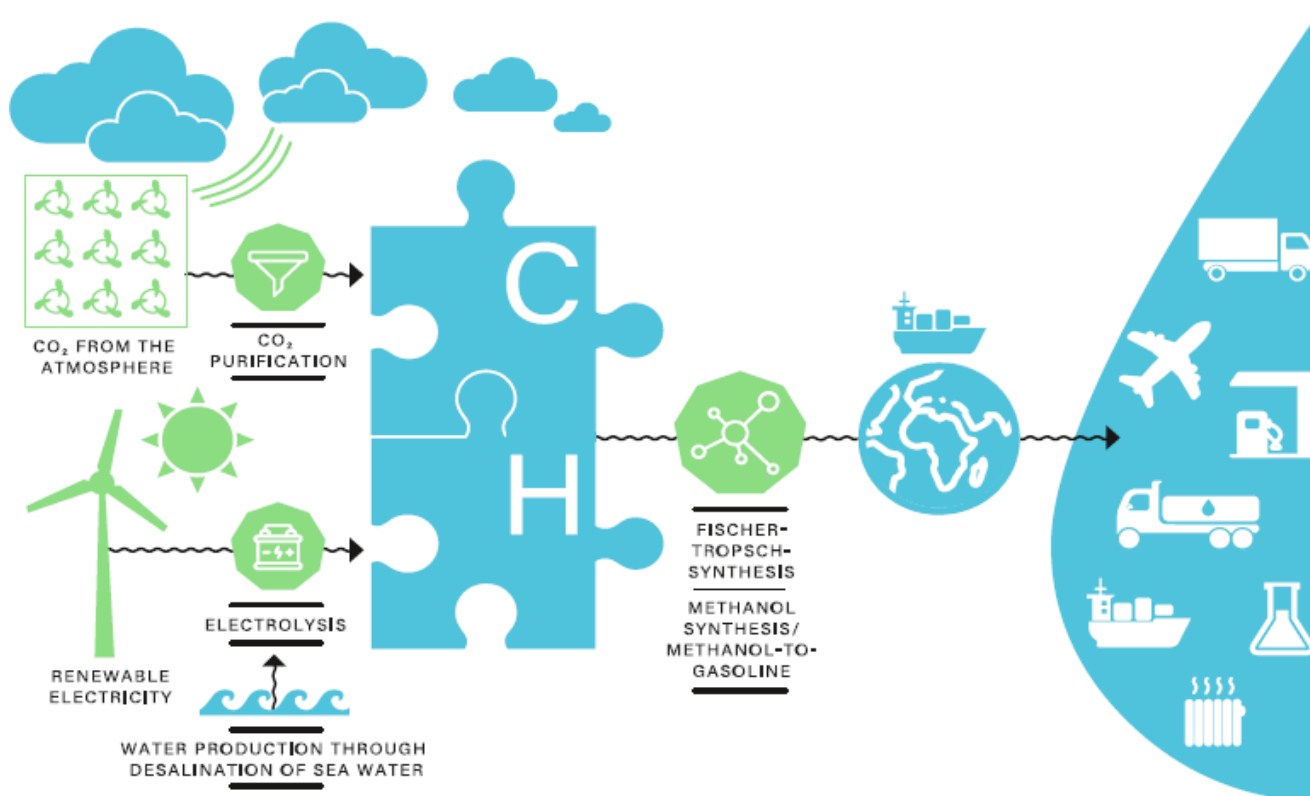 CO₂ FROM THE
ATMOSPHERE
CO₂
PURIFICATION
C
H
RENEWABLE
ELECTRICITY
ELECTROLYSIS
WATER PRODUCTION THROUGH
DESALINATION OF SEA WATER
FISCHER-
TROPSCH-
SYNTHESIS
METHANOL
SYNTHESIS/
METHANOL-TO-
GASOLINE